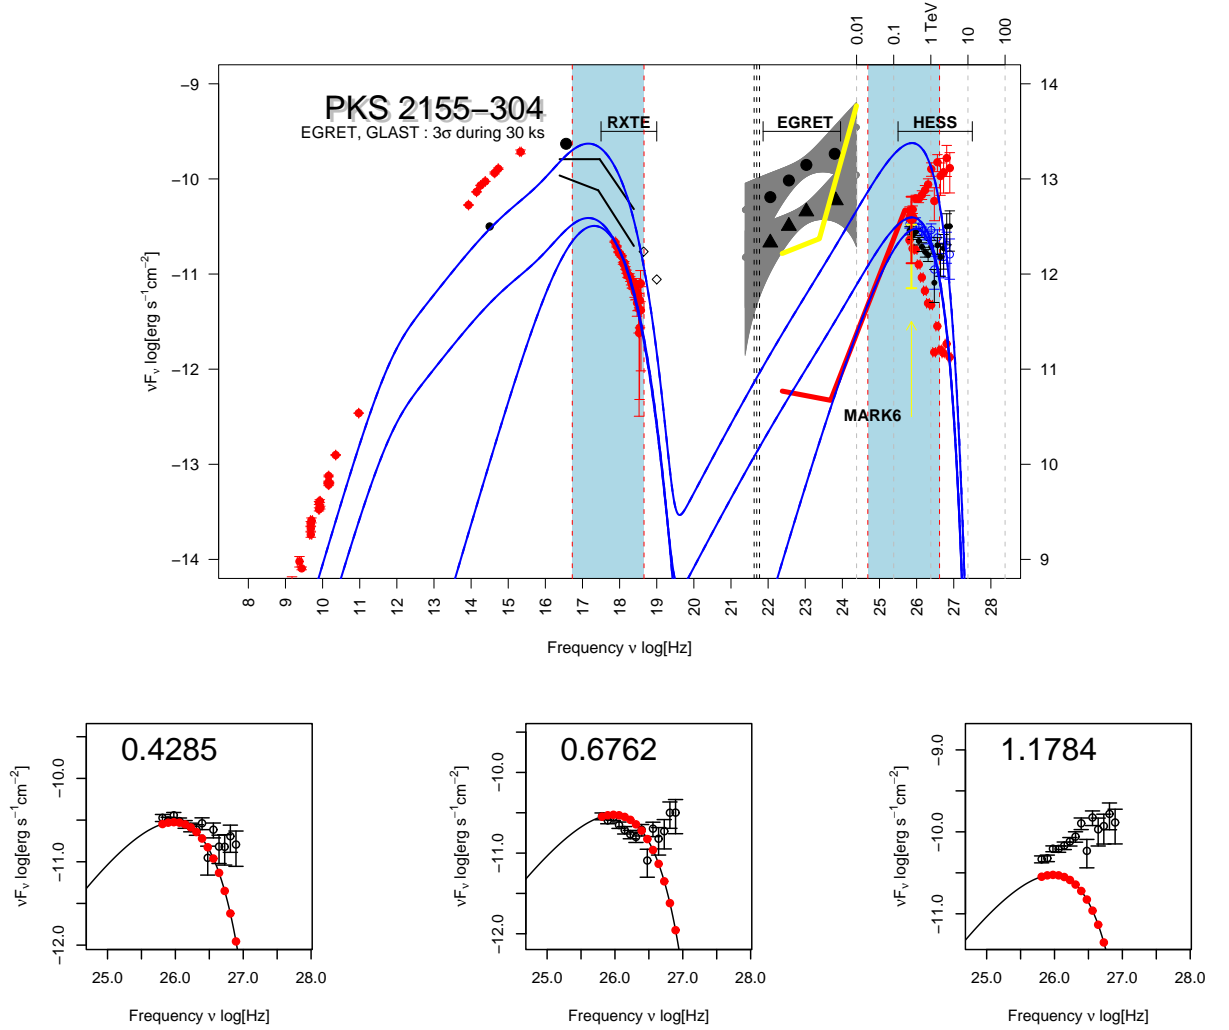 0.01 0.1 1 TeV 10 100
PKS 2155−304
EGRET, GLAST : 3σ during 30 ks
RXTE EGRET HESS
MARK6
−9 −10 −11 −12 −13 −14
νFν log[erg s−1cm−2]
14 13 12 11 10 9
8 9 10 11 12 13 14 15 16 17 18 19 20 21 22 23 24 25 26 27 28
Frequency ν log[Hz]
0.4285
−10.0 −11.0 −12.0
νFν log[erg s−1cm−2]
25.0 26.0 27.0 28.0
Frequency ν log[Hz]
0.6762
−10.0 −11.0 −12.0
νFν log[erg s−1cm−2]
25.0 26.0 27.0 28.0
Frequency ν log[Hz]
1.1784
−9.0 −10.0 −11.0
νFν log[erg s−1cm−2]
25.0 26.0 27.0 28.0
Frequency ν log[Hz]